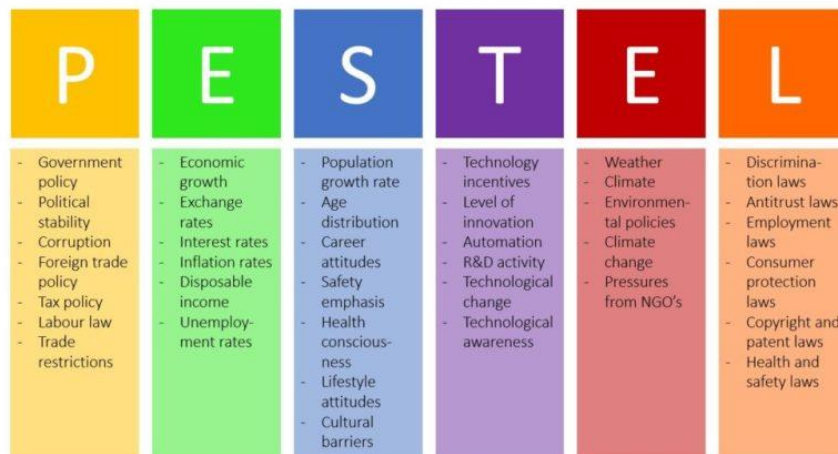 P
E
S
T
E
L
- Government
policy
- Political
stability
- Corruption
- Foreign trade
policy
- Tax policy
- Labour law
- Trade
restrictions
- Economic
growth
- Exchange
rates
- Interest rates
- Inflation rates
- Disposable
income
- Unemploy-
ment rates
- Population
growth rate
- Age
distribution
- Career
attitudes
- Safety
emphasis
- Health
conscious-
ness
- Lifestyle
attitudes
- Cultural
barriers
- Technology
incentives
- Level of
innovation
- Automation
- R&D activity
- Technological
change
- Technological
awareness
- Weather
- Climate
- Environmen-
tal policies
- Climate
change
- Pressures
from NGO's
- Discrimina-
tion laws
- Antitrust laws
- Employment
laws
- Consumer
protection
laws
- Copyright and
patent laws
- Health and
safety laws